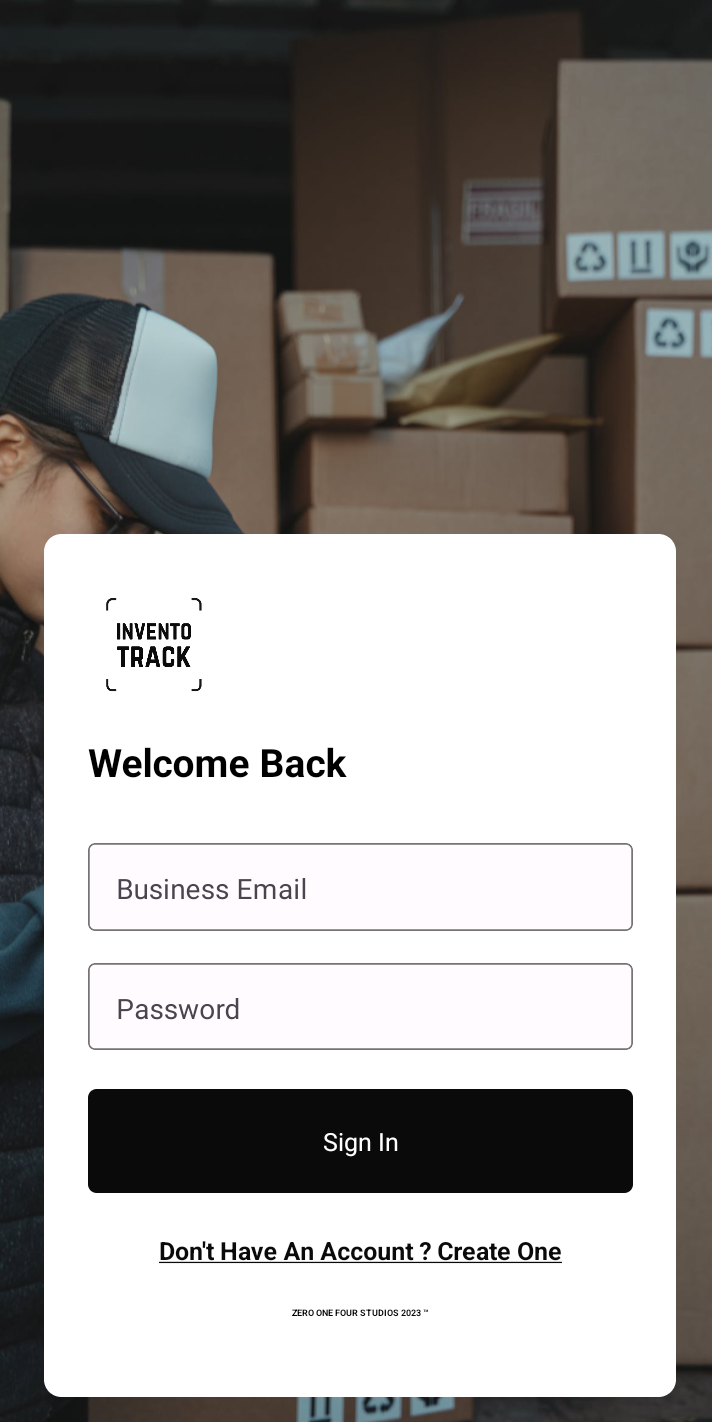 FRAGILE
INVENTO
TRACK
Welcome Back
Business Email
Password
Sign In
Don't Have An Account ? Create One
ZERO ONE FOUR STUDIOS 2023 ™